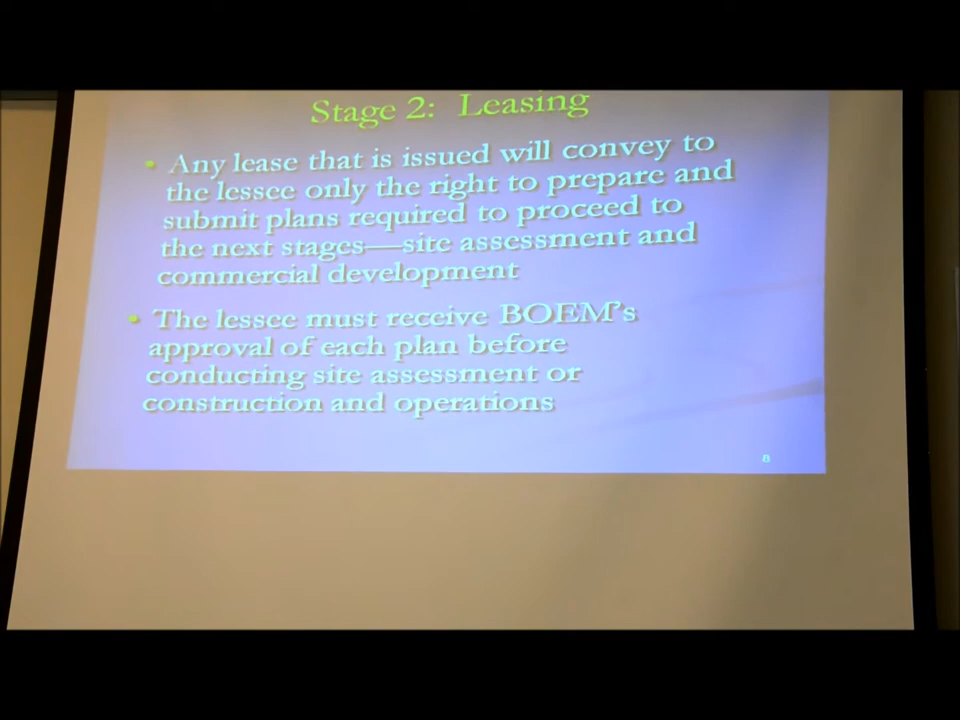 Stage 2: Leasing
• Any lease that is issued will convey to
the lessee only the right to prepare and
submit plans required to proceed to
the next stages—site assessment and
commercial development
• The lessee must receive BOEM's
approval of each plan before
conducting site assessment or
construction and operations
8